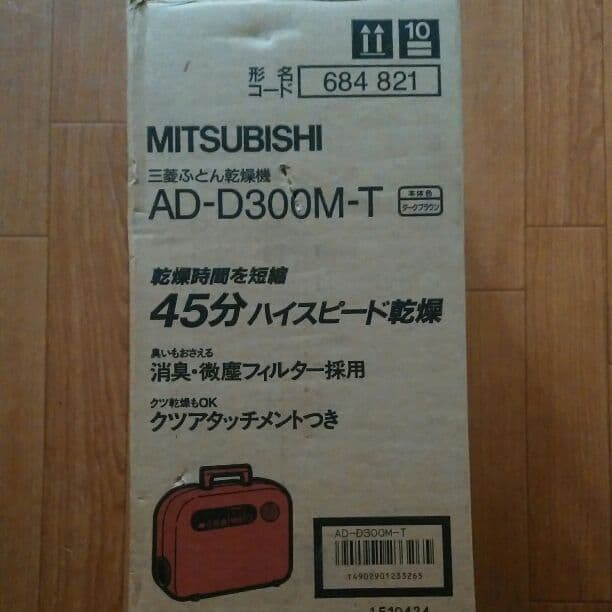 10
形名
コード
684 821
MITSUBISHI
三菱ふとん乾燥機
AD-D300M-T
本体色
ダークブラウン
乾燥時間を短縮
45分ハイスピード乾燥
臭いもおさえる
消臭・微塵フィルター採用
クツ乾燥もOK
クツアタッチメントつき
AD-D300M-T
T4902901233265